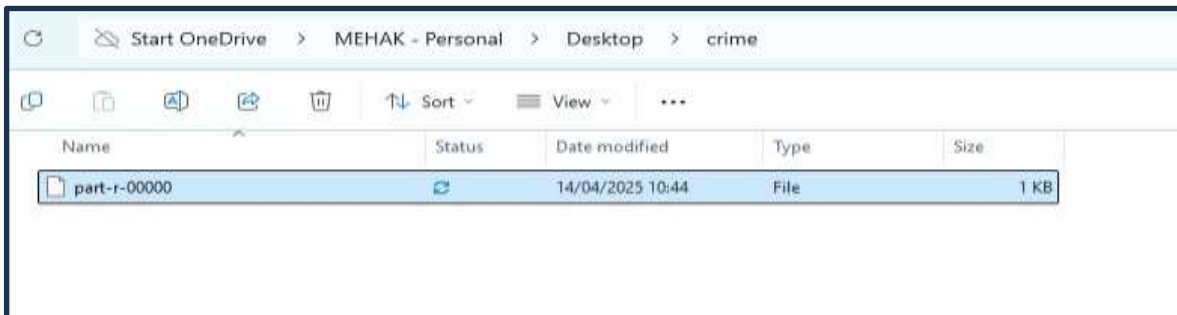 Start OneDrive > MEHAK - Personal > Desktop > crime
Sort View ...
Name Status Date modified Type Size
part-r-00000 14/04/2025 10:44 File 1 KB